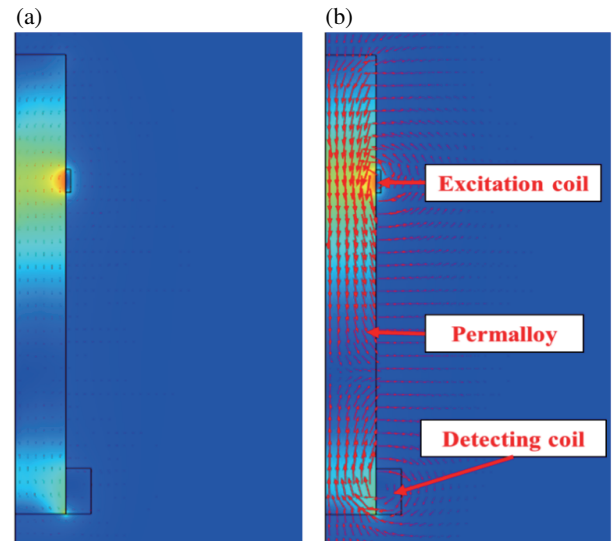 (a)
(b)
Excitation coil
Permalloy
Detecting coil